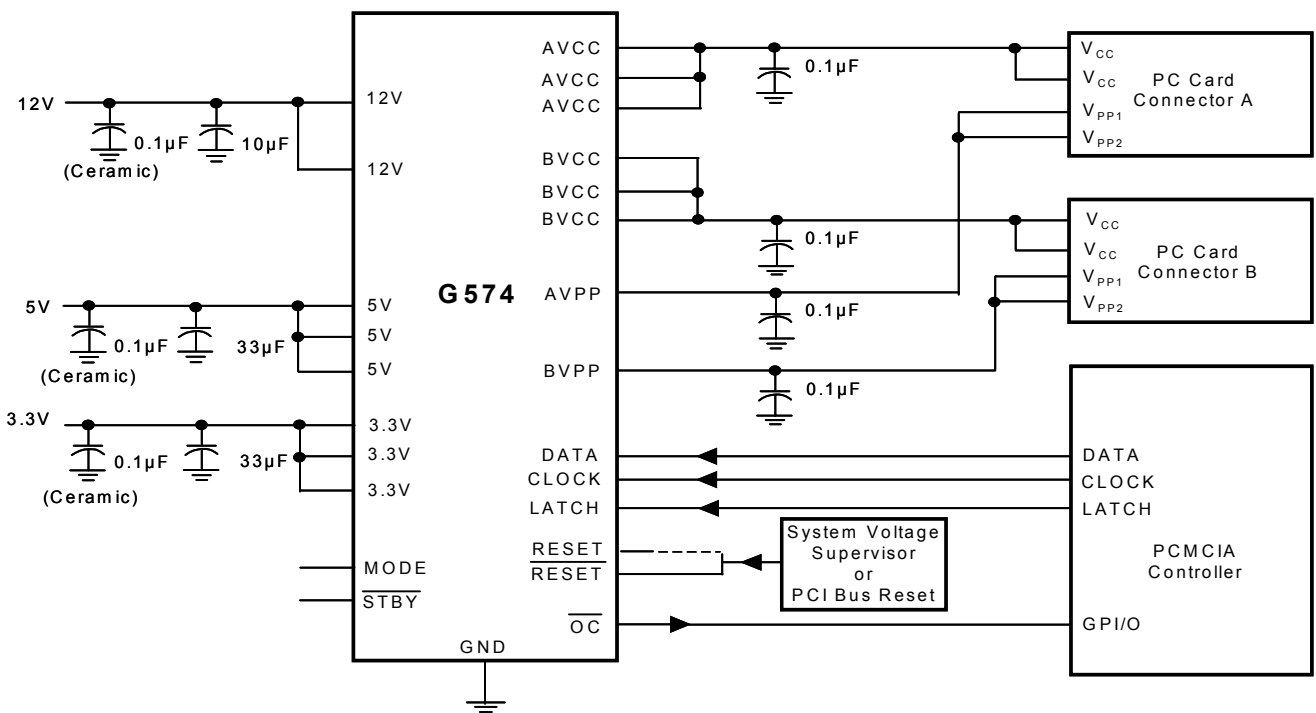 12V
0.1µF
(Ceramic)
10µF
5V
0.1µF
(Ceramic)
33µF
3.3V
0.1µF
(Ceramic)
33µF
G574
12V
12V
5V
5V
5V
3.3V
3.3V
3.3V
MODE
STBY
GND
AVCC
AVCC
AVCC
BVCC
BVCC
BVCC
AVPP
BVPP
DATA
CLOCK
LATCH
RESET
RESET
OC
0.1µF
0.1µF
0.1µF
0.1µF
VCC
VCC
VPP1
VPP2
PC Card
Connector A
VCC
VCC
VPP1
VPP2
PC Card
Connector B
System Voltage
Supervisor
or
PCI Bus Reset
DATA
CLOCK
LATCH
GPI/O
PCMCIA
Controller